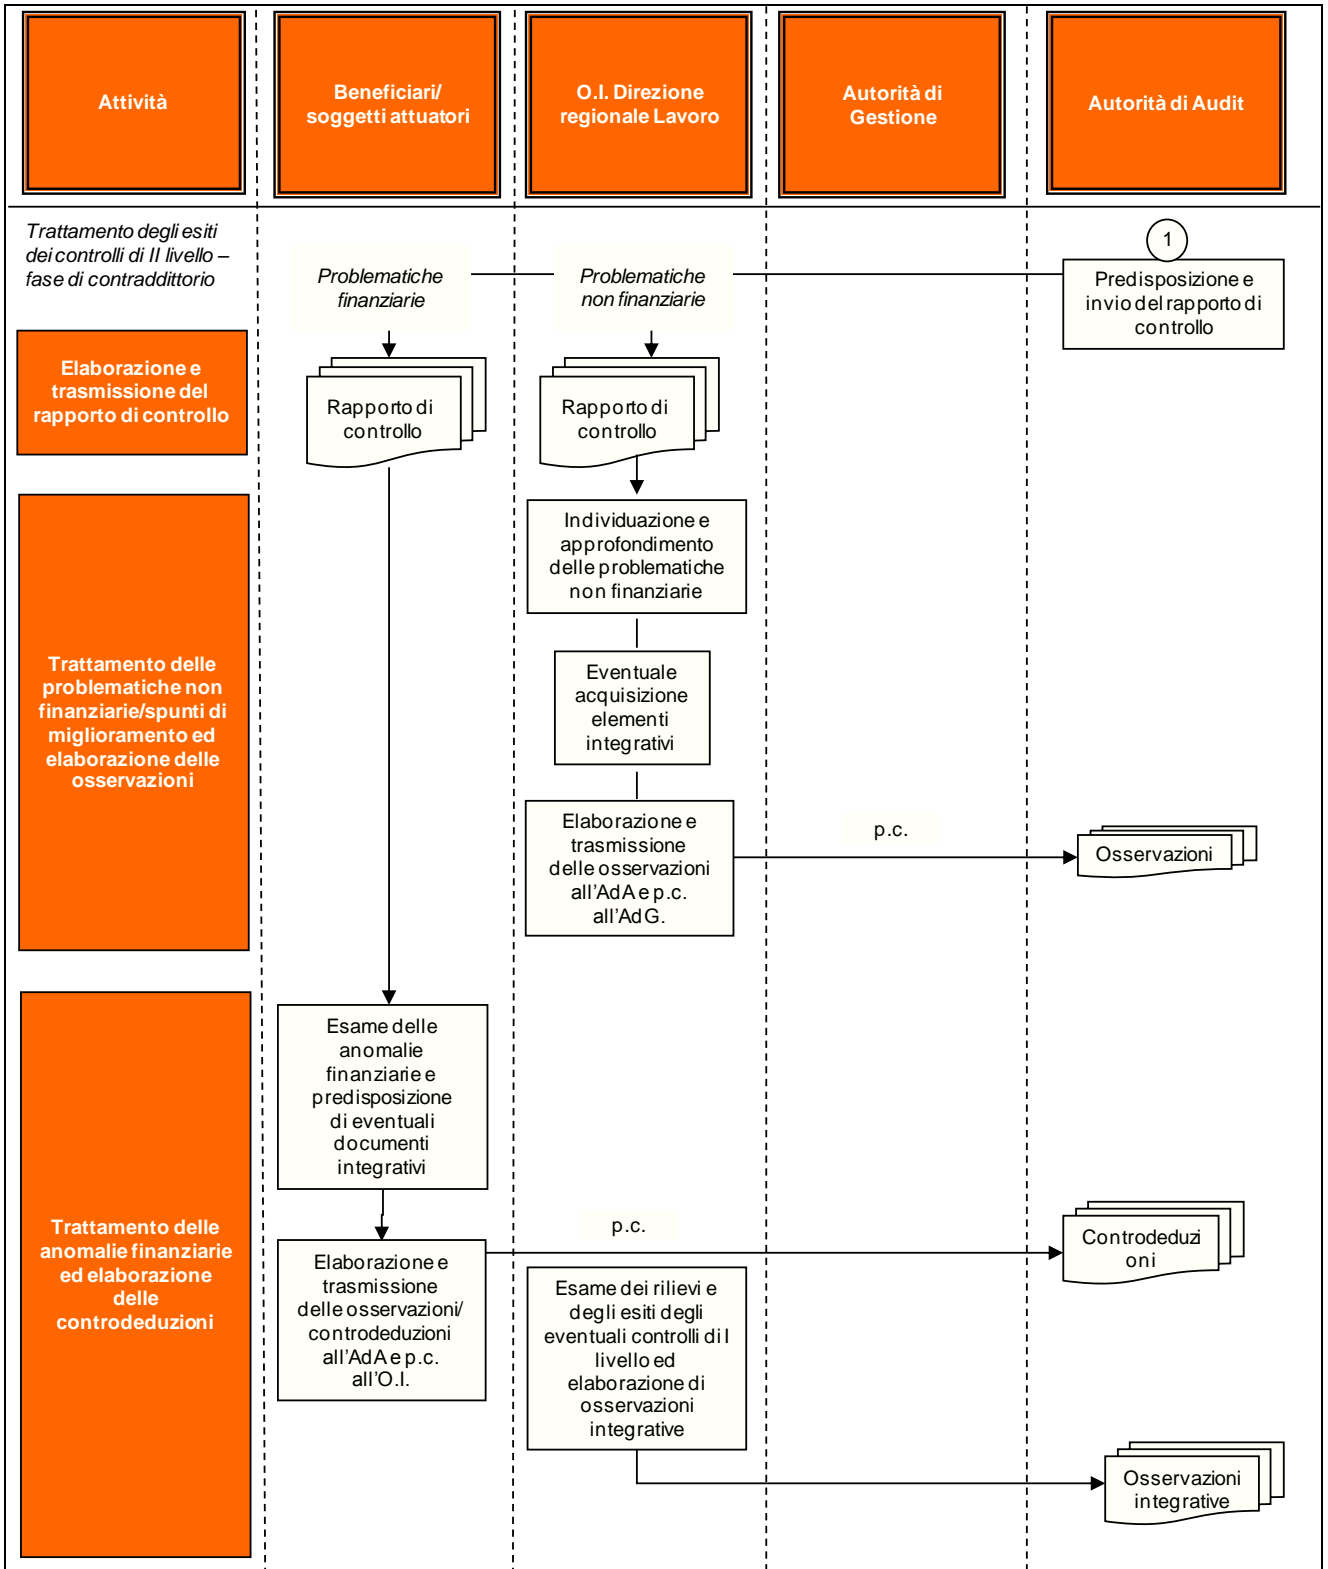 Attività
Beneficiari/
soggetti attuatori
O.I. Direzione
regionale Lavoro
Autorità di
Gestione
Autorità di Audit
Trattamento degli esiti
dei controlli di II livello –
fase di contraddittorio
Problematiche
finanziarie
Problematiche
non finanziarie
1
Predisposizione e
invio del rapporto di
controllo
Elaborazione e
trasmissione del
rapporto di controllo
Rapporto di
controllo
Rapporto di
controllo
Trattamento delle
problematiche non
finanziarie/spunti di
miglioramento ed
elaborazione delle
osservazioni
Individuazione e
approfondimento
delle problematiche
non finanziarie
Eventuale
acquisizione
elementi
integrativi
Elaborazione e
trasmissione
delle osservazioni
all'AdA e p.c.
all'AdG.
p.c.
Osservazioni
Trattamento delle
anomalie finanziarie
ed elaborazione
delle
controdeduzioni
Esame delle
anomalie
finanziarie e
predisposizione
di eventuali
documenti
integrativi
Elaborazione e
trasmissione
delle osservazioni/
controdeduzioni
all'AdA e p.c.
all'O.I.
p.c.
Controdeduzi
oni
Esame dei rilievi e
degli esiti degli
eventuali controlli di I
livello ed
elaborazione di
osservazioni
integrative
Osservazioni
integrative